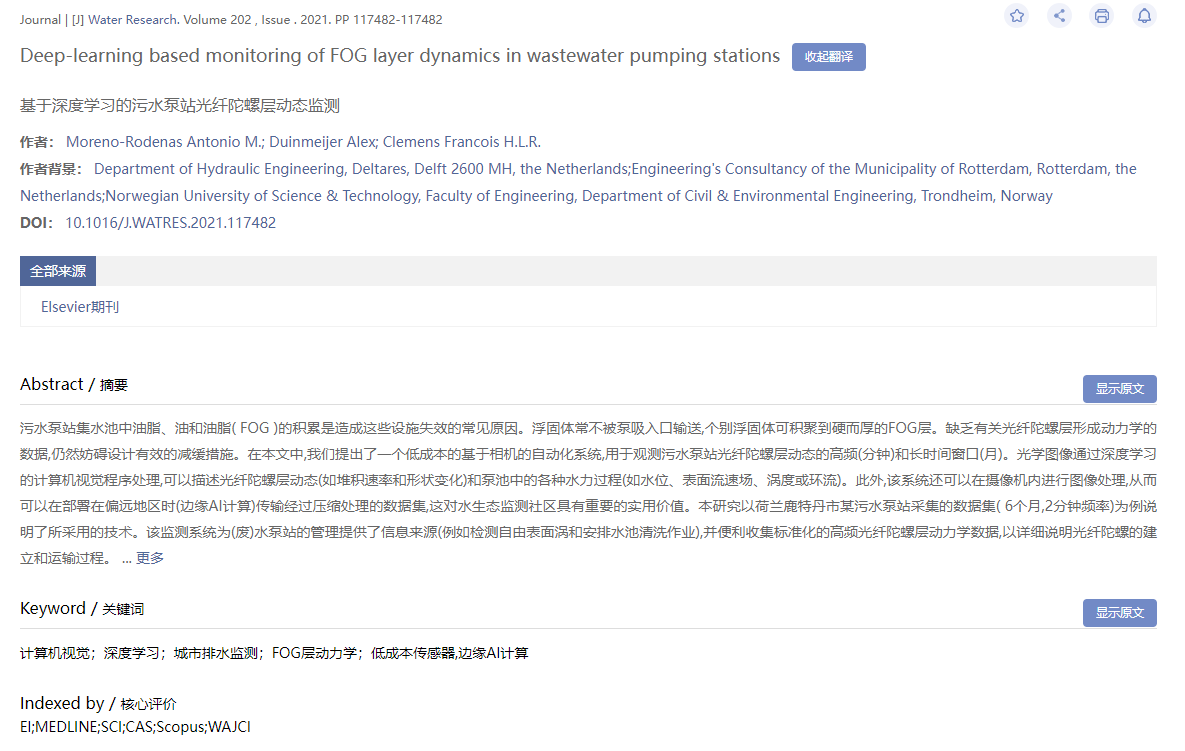 Journal | [J] Water Research. Volume 202 , Issue . 2021. PP 117482-117482
Deep-learning based monitoring of FOG layer dynamics in wastewater pumping stations 收起翻译
基于深度学习的污水泵站光纤陀螺层动态监测
作者： Moreno-Rodenas Antonio M.; Duinmeijer Alex; Clemens Francois H.L.R.
作者背景： Department of Hydraulic Engineering, Deltares, Delft 2600 MH, the Netherlands;Engineering's Consultancy of the Municipality of Rotterdam, Rotterdam, the
Netherlands;Norwegian University of Science & Technology, Faculty of Engineering, Department of Civil & Environmental Engineering, Trondheim, Norway
DOI： 10.1016/J.WATRES.2021.117482
全部来源
Elsevier期刊
Abstract / 摘要 显示原文
污水泵站集水池中油脂、油和油脂( FOG )的积累是造成这些设施失效的常见原因。浮固体常不被泵吸入口输送,个别浮固体可积聚到硬而厚的FOG层。缺乏有关光纤陀螺层形成动力学的
数据,仍然妨碍设计有效的减缓措施。在本文中,我们提出了一个低成本的基于相机的自动化系统,用于观测污水泵站光纤陀螺层动态的高频(分钟)和长时间窗口(月)。光学图像通过深度学习
的计算机视觉程序处理,可以描述光纤陀螺层动态(如堆积速率和形状变化)和泵池中的各种水力过程(如水位、表面流速场、涡度或环流)。此外,该系统还可以在摄像机内进行图像处理,从而
可以在部署在偏远地区时(边缘AI计算)传输经过压缩处理的数据集,这对水生态监测社区具有重要的实用价值。本研究以荷兰鹿特丹市某污水泵站采集的数据集( 6个月,2分钟频率)为例说
明了所采用的技术。该监测系统为(废)水泵站的管理提供了信息来源(例如检测自由表面涡和安排水池清洗作业),并便利收集标准化的高频光纤陀螺层动力学数据,以详细说明光纤陀螺的建
立和运输过程。 ... 更多
Keyword / 关键词 显示原文
计算机视觉；深度学习；城市排水监测；FOG层动力学；低成本传感器,边缘AI计算
Indexed by / 核心评价
EI;MEDLINE;SCI;CAS;Scopus;WAJCI